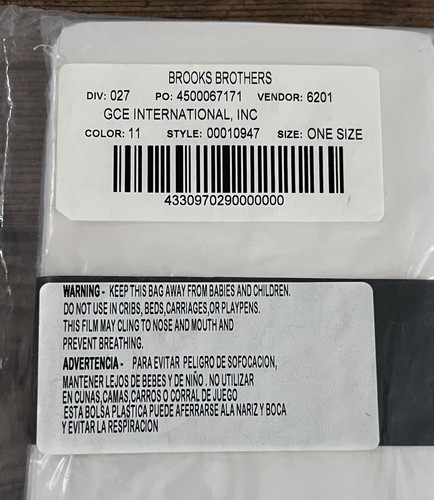 BROOKS BROTHERS
DIV: 027 PO: 4500067171 VENDOR: 6201
GCE INTERNATIONAL, INC
COLOR: 11 STYLE: 00010947 SIZE: ONE SIZE
4330970290000000
WARNING - KEEP THIS BAG AWAY FROM BABIES AND CHILDREN.
DO NOT USE IN CRIBS, BEDS,CARRIAGES,OR PLAYPENS.
THIS FILM MAY CLING TO NOSE AND MOUTH AND
PREVENT BREATHING.
ADVERTENCIA - PARA EVITAR PELIGRO DE SOFOCACION,
MANTENER LEJOS DE BEBES Y DE NIÑO . NO UTILIZAR
EN CUNAS,CAMAS,CARROS O CORRAL DE JUEGO
ESTA BOLSA PLASTICA PUEDE AFERRARSE ALA NARIZ Y BOCA
Y EVITAR LA RESPIRACION